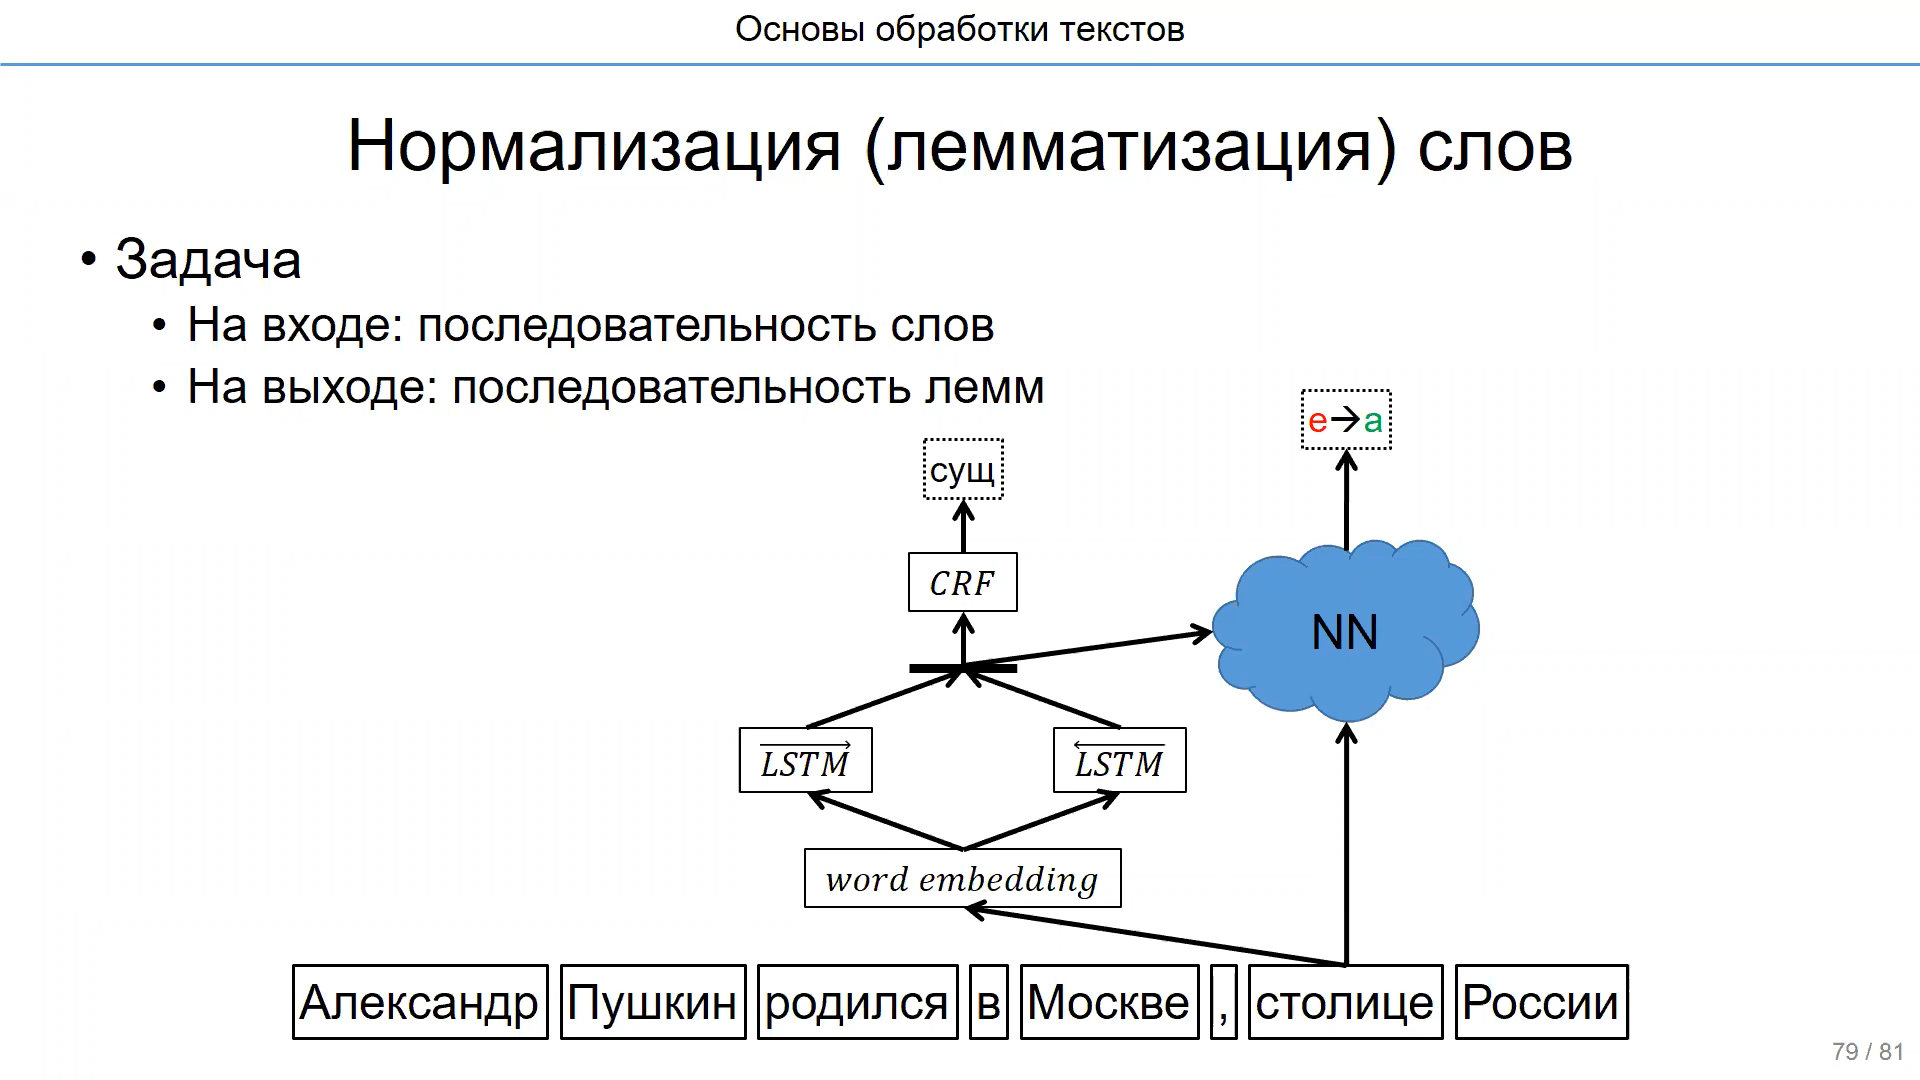 Основы обработки текстов
Нормализация (лемматизация) слов
• Задача
• На входе: последовательность слов
• На выходе: последовательность лемм
е→а
сущ
CRF
NN
LSTM LSTM
word embedding
Александр Пушкин родился в Москве , столице России
79 / 81